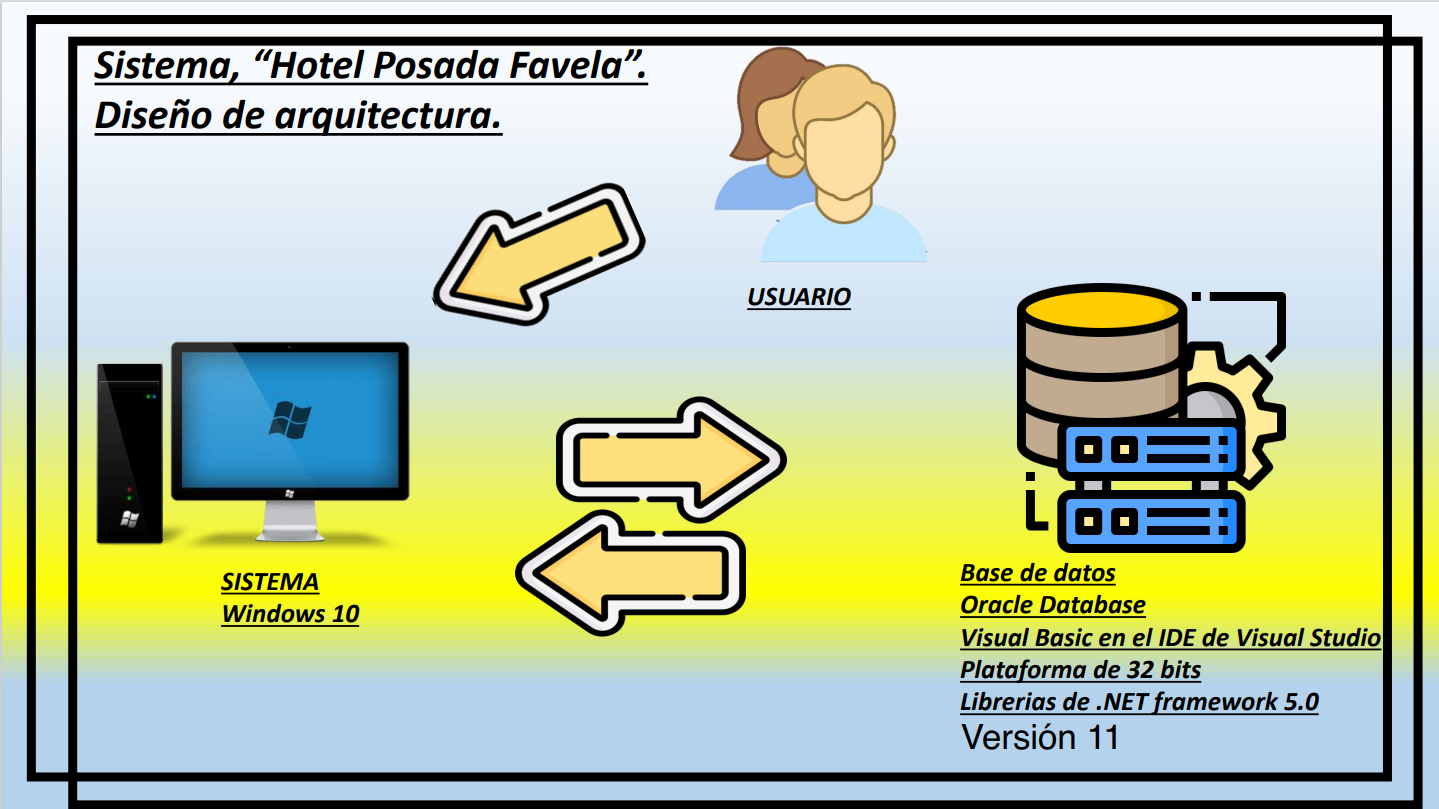 Sistema, “Hotel Posada Favela”.
Diseño de arquitectura.
USUARIO
SISTEMA
Windows 10
Base de datos
Oracle Database
Visual Basic en el IDE de Visual Studio
Plataforma de 32 bits
Librerias de .NET framework 5.0
Versión 11